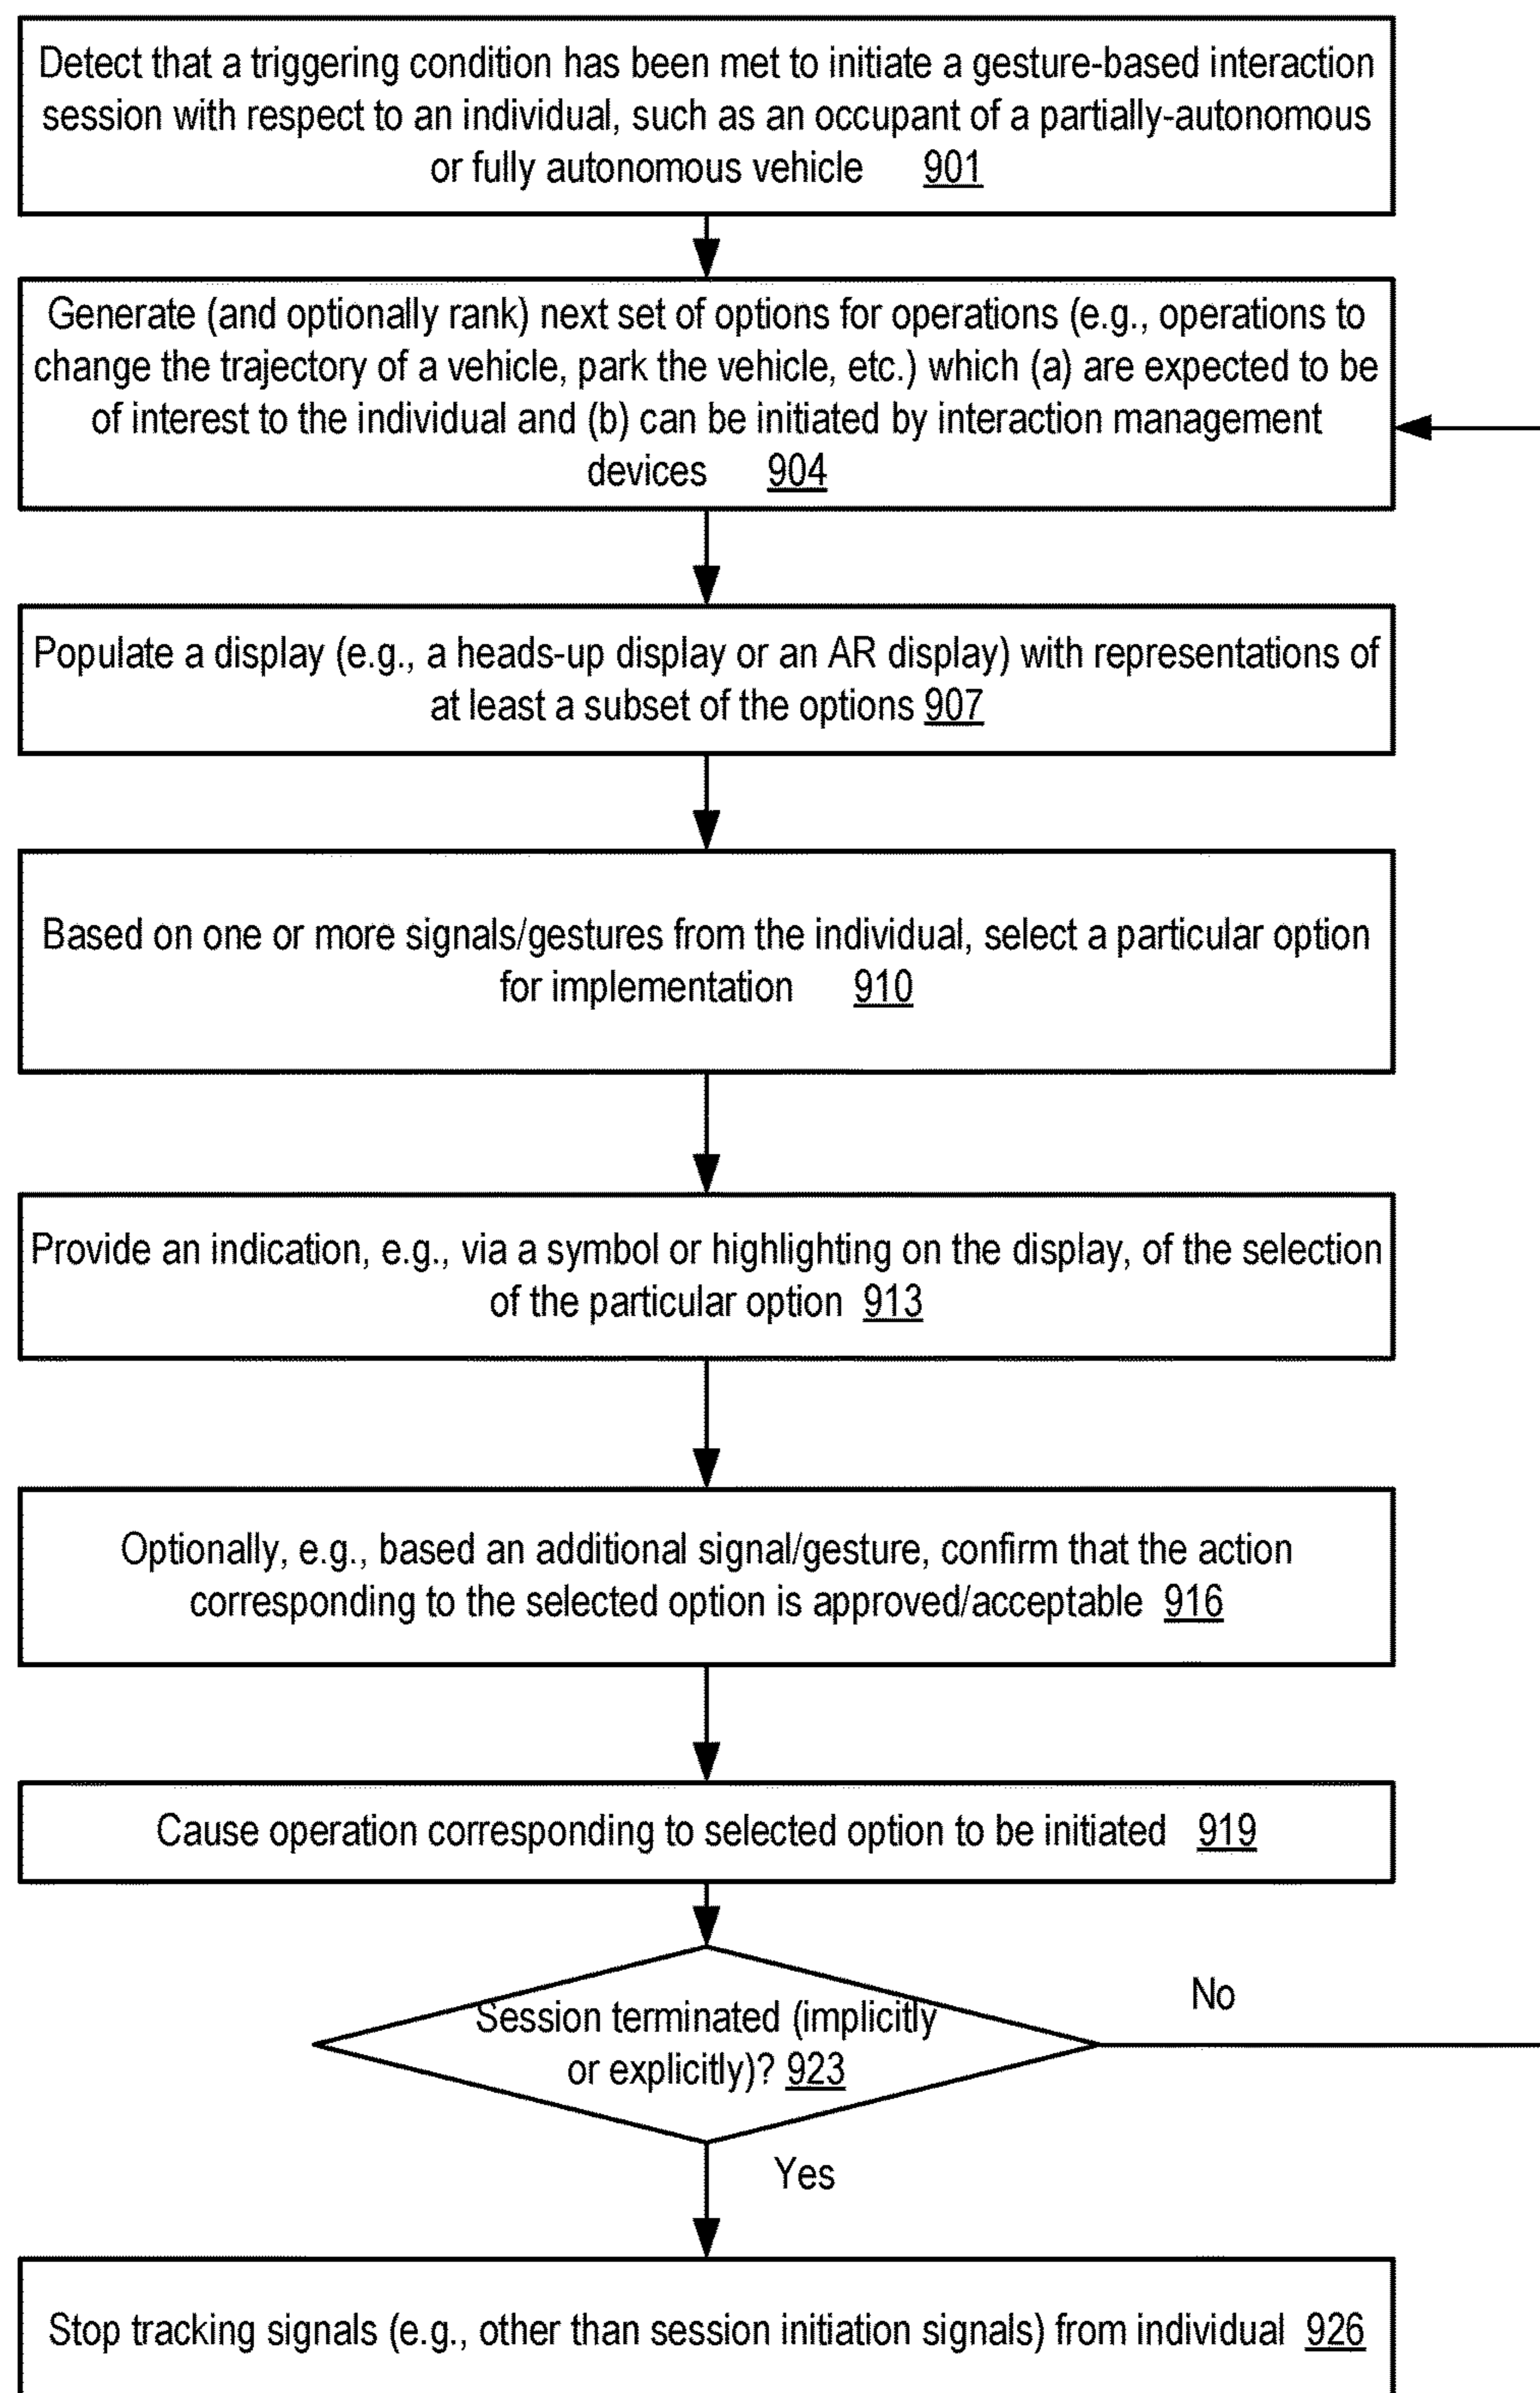 Detect that a triggering condition has been met to initiate a gesture-based interaction
session with respect to an individual, such as an occupant of a partially-autonomous
or fully autonomous vehicle 901
Generate (and optionally rank) next set of options for operations (e.g., operations to
change the trajectory of a vehicle, park the vehicle, etc.) which (a) are expected to be
of interest to the individual and (b) can be initiated by interaction management
devices 904
Populate a display (e.g., a heads-up display or an AR display) with representations of
at least a subset of the options 907
Based on one or more signals/gestures from the individual, select a particular option
for implementation 910
Provide an indication, e.g., via a symbol or highlighting on the display, of the selection
of the particular option 913
Optionally, e.g., based an additional signal/gesture, confirm that the action
corresponding to the selected option is approved/acceptable 916
Cause operation corresponding to selected option to be initiated 919
No
Session terminated (implicitly
or explicitly)? 923
Yes
Stop tracking signals (e.g., other than session initiation signals) from individual 926